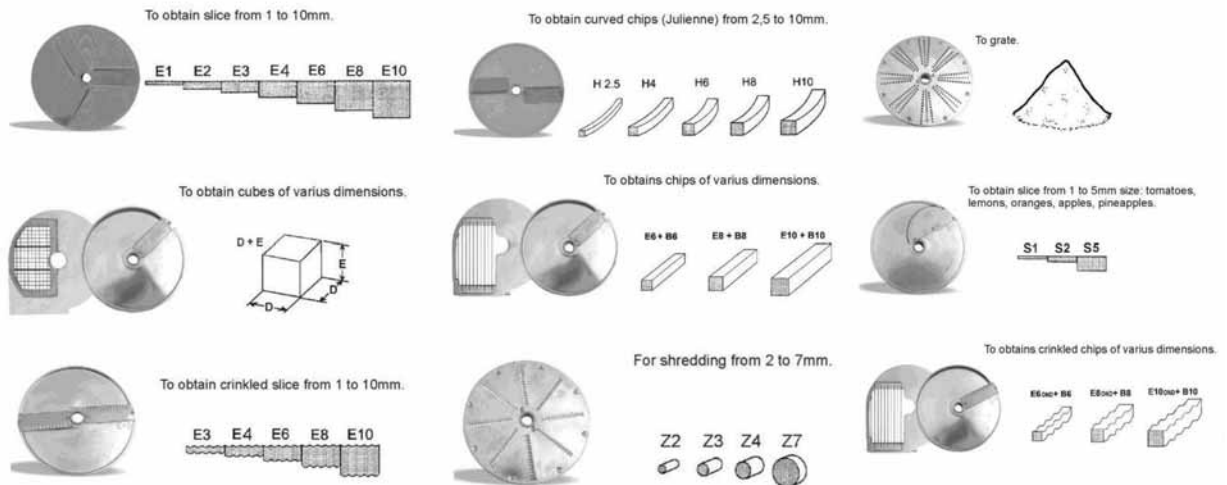 To obtain slice from 1 to 10mm.
E1 E2 E3 E4 E6 E8 E10
To obtain curved chips (Julienne) from 2,5 to 10mm.
H 2.5 H4 H6 H8 H10
To grate.
To obtain cubes of varius dimensions.
D + E
E
D
D
To obtains chips of varius dimensions.
E6 + B6 E8 + B8 E10 + B10
To obtain slice from 1 to 5mm size: tomatoes,
lemons, oranges, apples, pineapples.
S1 S2 S5
To obtain crinkled slice from 1 to 10mm.
E3 E4 E6 E8 E10
For shredding from 2 to 7mm.
Z2 Z3 Z4 Z7
To obtains crinkled chips of varius dimensions.
+ B6 + B8 + B10